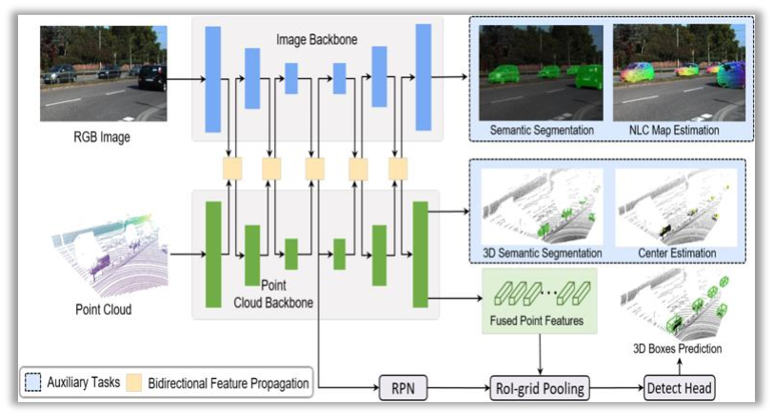 Image Backbone
RGB Image
Semantic Segmentation
NLC Map Estimation
Point
Cloud Backbone
Point Cloud
3D Semantic Segmentation
Center Estimation
Fused Point Features
3D Boxes Prediction
Auxiliary Tasks
Bidirectional Feature Propagation
RPN
RoI-grid Pooling
Detect Head